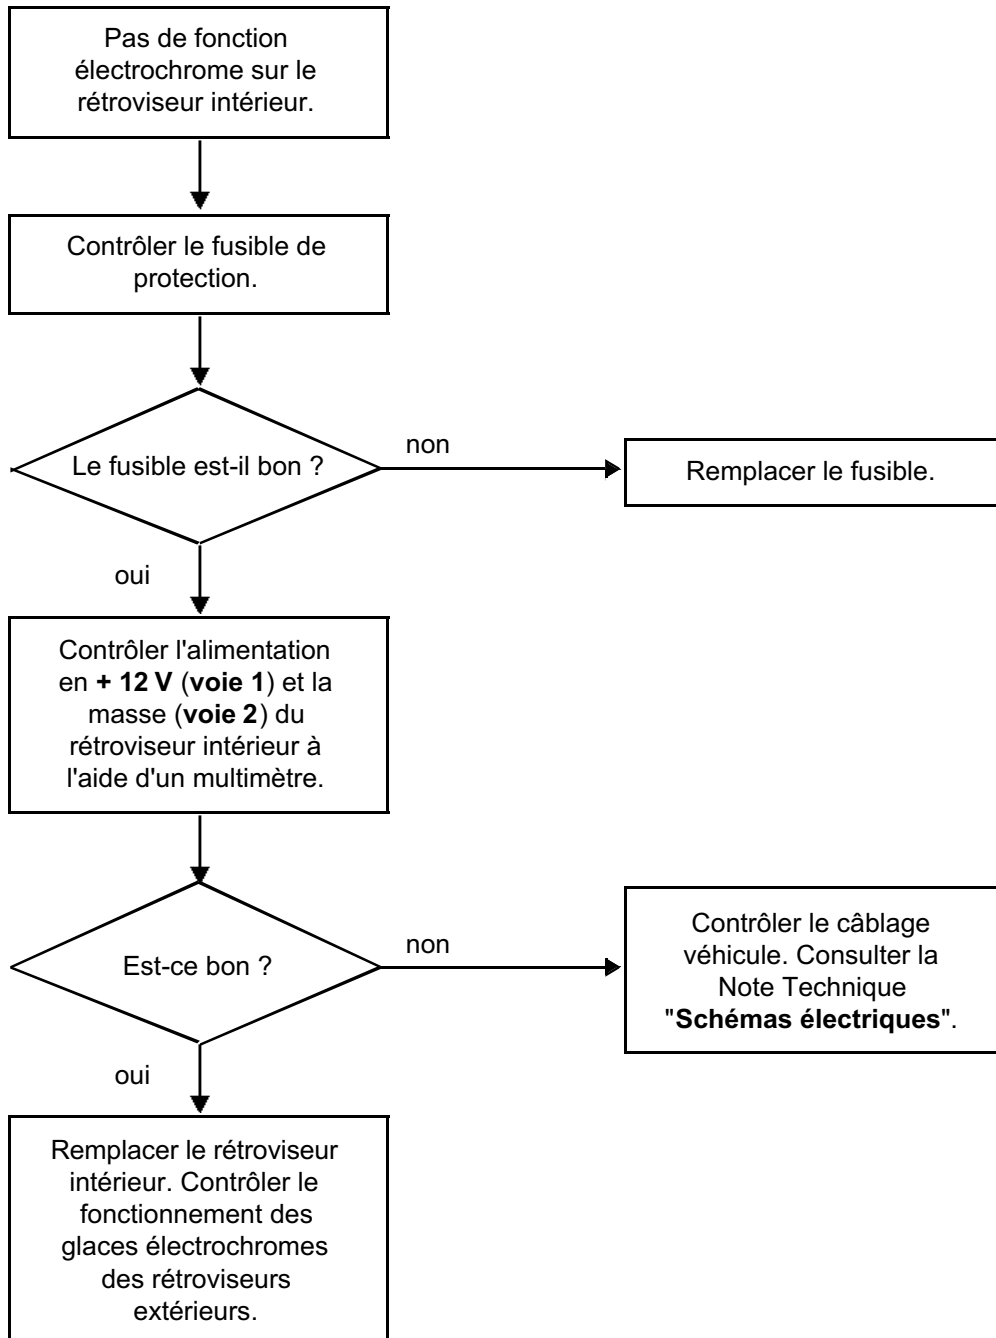 Pas de fonction
électrochrome sur le
rétroviseur intérieur.
Contrôler le fusible de
protection.
Le fusible est-il bon ?
non
Remplacer le fusible.
oui
Contrôler l'alimentation
en + 12 V (voie 1) et la
masse (voie 2) du
rétroviseur intérieur à
l'aide d'un multimètre.
Est-ce bon ?
non
Contrôler le câblage
véhicule. Consulter la
Note Technique
"Schémas électriques".
oui
Remplacer le rétroviseur
intérieur. Contrôler le
fonctionnement des
glaces électrochromes
des rétroviseurs
extérieurs.